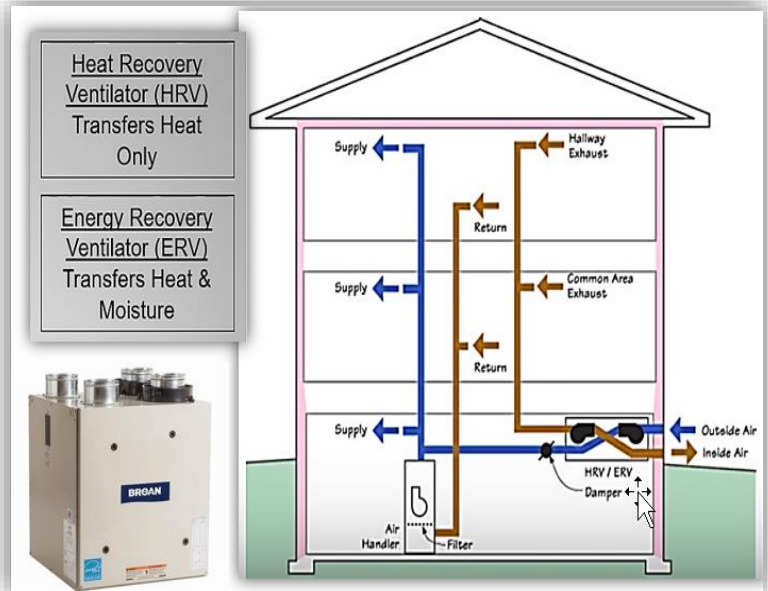 Heat Recovery
Ventilator (HRV)
Transfers Heat
Only
Energy Recovery
Ventilator (ERV)
Transfers Heat &
Moisture
BROAN
Supply
Hallway
Exhaust
Return
Supply
Common Area
Exhaust
Return
Supply
Outside Air
Inside Air
HRV / ERV
Damper
Air
Handler
Filter